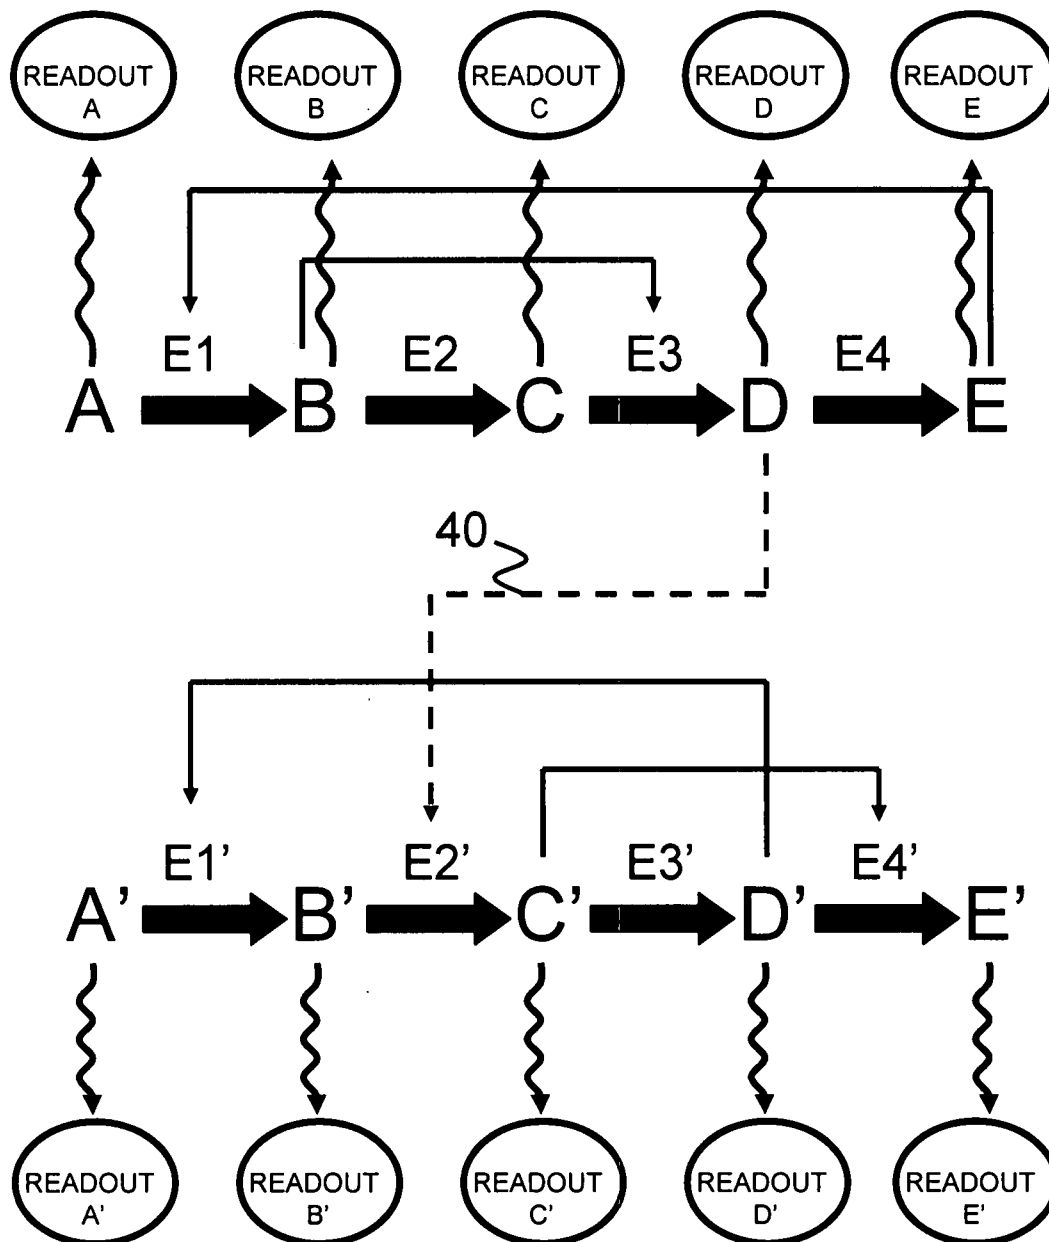 READOUT A
READOUT B
READOUT C
READOUT D
READOUT E
E1 E2 E3 E4
A B C D E
40
E1’ E2’ E3’ E4’
A’ B’ C’ D’ E’
READOUT A'
READOUT B'
READOUT C'
READOUT D'
READOUT E'